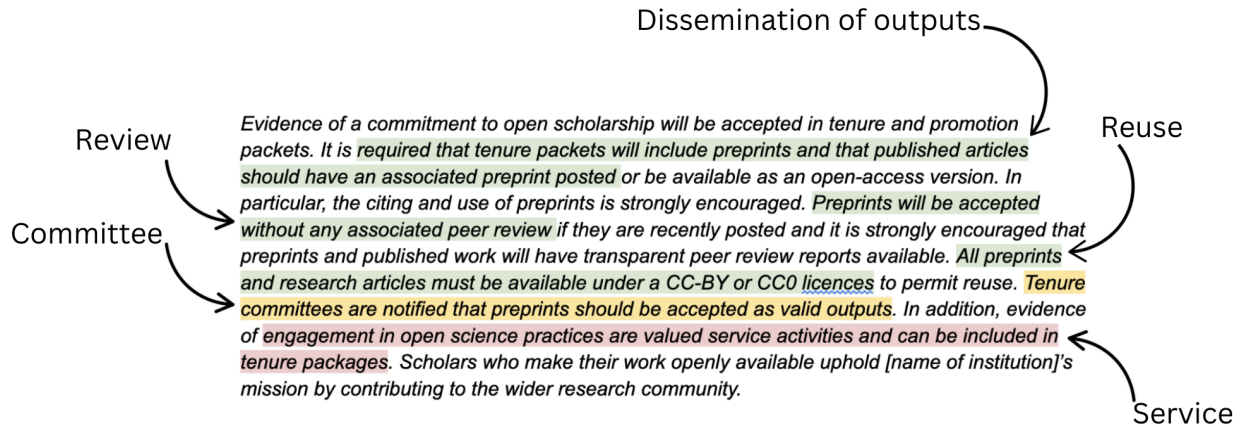 Dissemination of outputs
Review
Reuse
Committee
Service
Evidence of a commitment to open scholarship will be accepted in tenure and promotion
packets. It is required that tenure packets will include preprints and that published articles
should have an associated preprint posted or be available as an open-access version. In
particular, the citing and use of preprints is strongly encouraged. Preprints will be accepted
without any associated peer review if they are recently posted and it is strongly encouraged that
preprints and published work will have transparent peer review reports available. All preprints
and research articles must be available under a CC-BY or CC0 licences to permit reuse. Tenure
committees are notified that preprints should be accepted as valid outputs. In addition, evidence
of engagement in open science practices are valued service activities and can be included in
tenure packages. Scholars who make their work openly available uphold [name of institution]'s
mission by contributing to the wider research community.